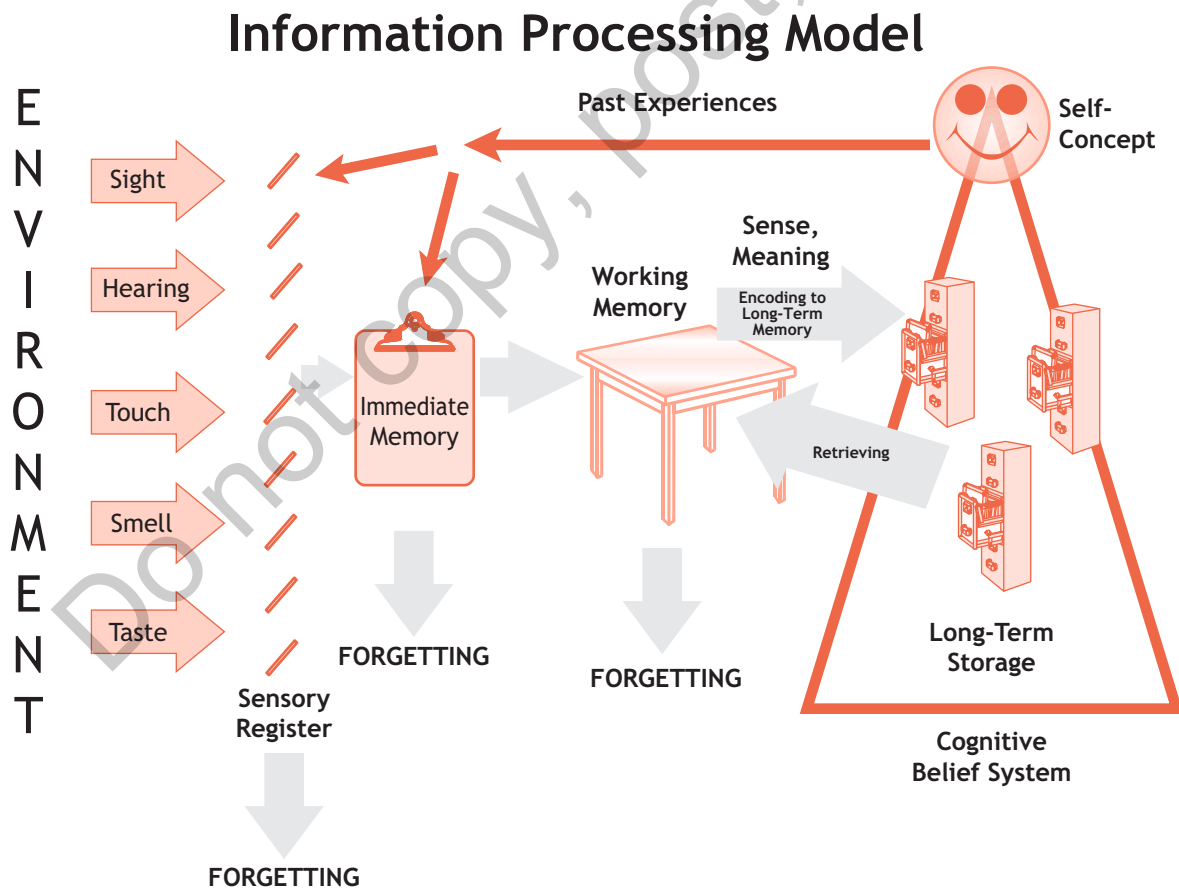 Information Processing Model
ENVIRONMENT
Sight
Hearing
Touch
Smell
Taste
Sensory
Register
FORGETTING
Past Experiences
Immediate
Memory
FORGETTING
Working
Memory
FORGETTING
Sense,
Meaning
Encoding to
Long-Term
Memory
Retrieving
Self-
Concept
Long-Term
Storage
Cognitive
Belief System
Do not copy, post,